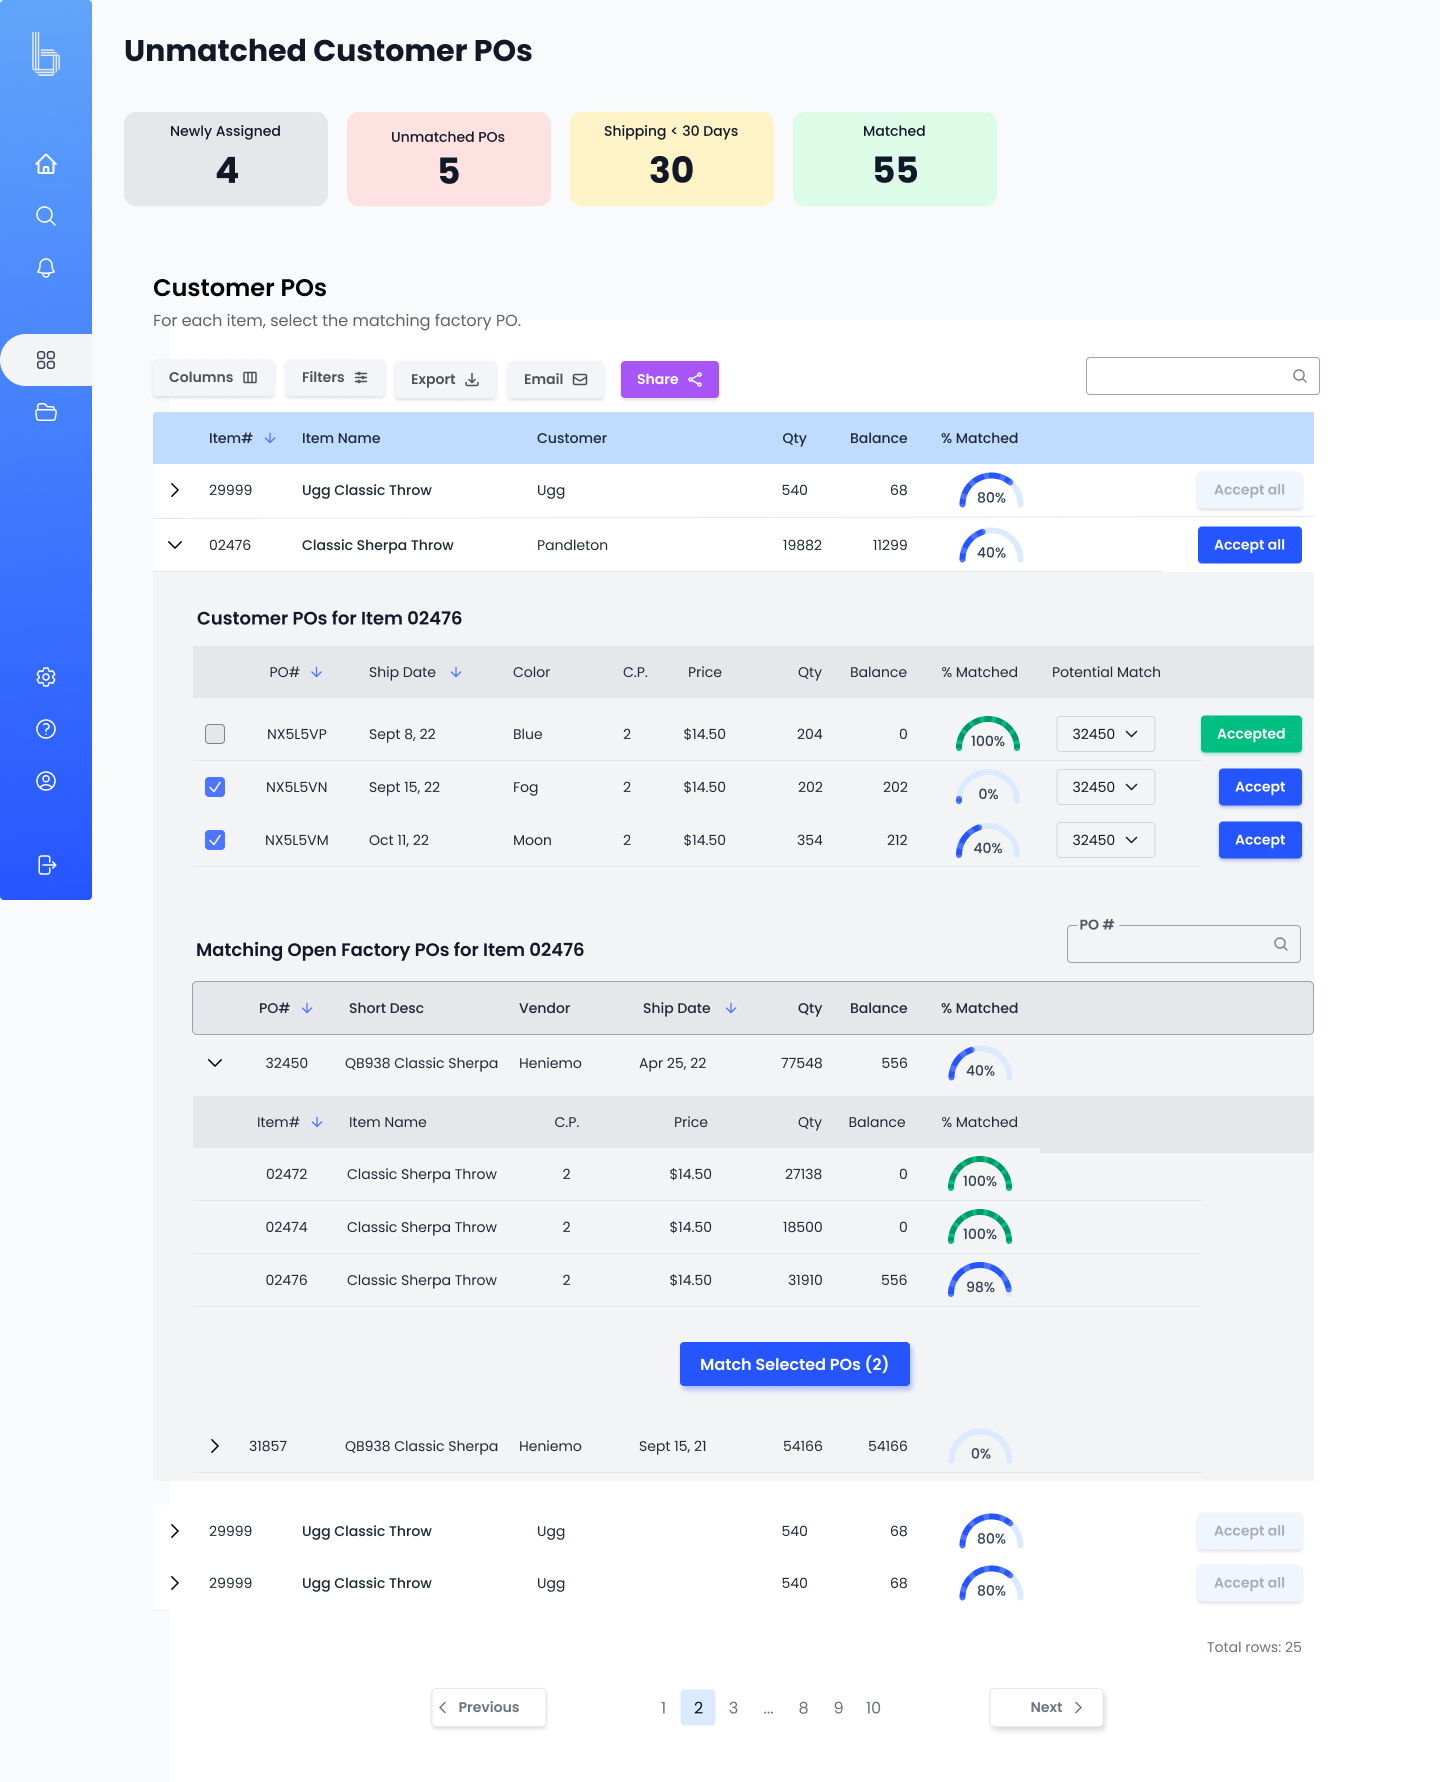 Unmatched Customer POs
Newly Assigned
4
Unmatched POs
5
Shipping < 30 Days
30
Matched
55
Customer POs
For each item, select the matching factory PO.
Columns Filters Export Email Share
Item# Item Name Customer Qty Balance % Matched
29999 Ugg Classic Throw Ugg 540 68 80% Accept all
02476 Classic Sherpa Throw Pandleton 19882 11299 40% Accept all
Customer POs for Item 02476
PO# Ship Date Color C.P. Price Qty Balance % Matched Potential Match
NX5L5VP Sept 8, 22 Blue 2 $14.50 204 0 100% 32450 Accepted
NX5L5VN Sept 15, 22 Fog 2 $14.50 202 202 0% 32450 Accept
NX5L5VM Oct 11, 22 Moon 2 $14.50 354 212 40% 32450 Accept
PO #
Matching Open Factory POs for Item 02476
PO# Short Desc Vendor Ship Date Qty Balance % Matched
32450 QB938 Classic Sherpa Heniemo Apr 25, 22 77548 556 40%
Item# Item Name C.P. Price Qty Balance % Matched
02472 Classic Sherpa Throw 2 $14.50 27138 0 100%
02474 Classic Sherpa Throw 2 $14.50 18500 0 100%
02476 Classic Sherpa Throw 2 $14.50 31910 556 98%
Match Selected POs (2)
31857 QB938 Classic Sherpa Heniemo Sept 15, 21 54166 54166 0%
29999 Ugg Classic Throw Ugg 540 68 80% Accept all
29999 Ugg Classic Throw Ugg 540 68 80% Accept all
Total rows: 25
Previous 1 2 3 ... 8 9 10 Next